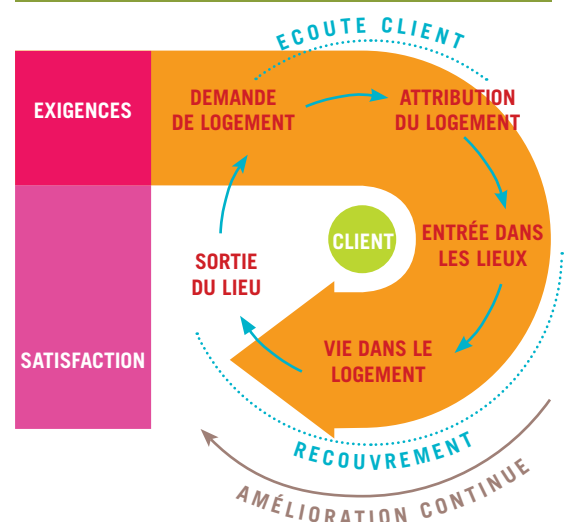 ECOUTE CLIENT
EXIGENCES
DEMANDE
DE LOGEMENT
ATTRIBUTION
DU LOGEMENT
CLIENT
ENTRÉE DANS
LES LIEUX
SORTIE
DU LIEU
SATISFACTION
VIE DANS LE
LOGEMENT
RECOUVREMENT
AMÉLIORATION CONTINUE